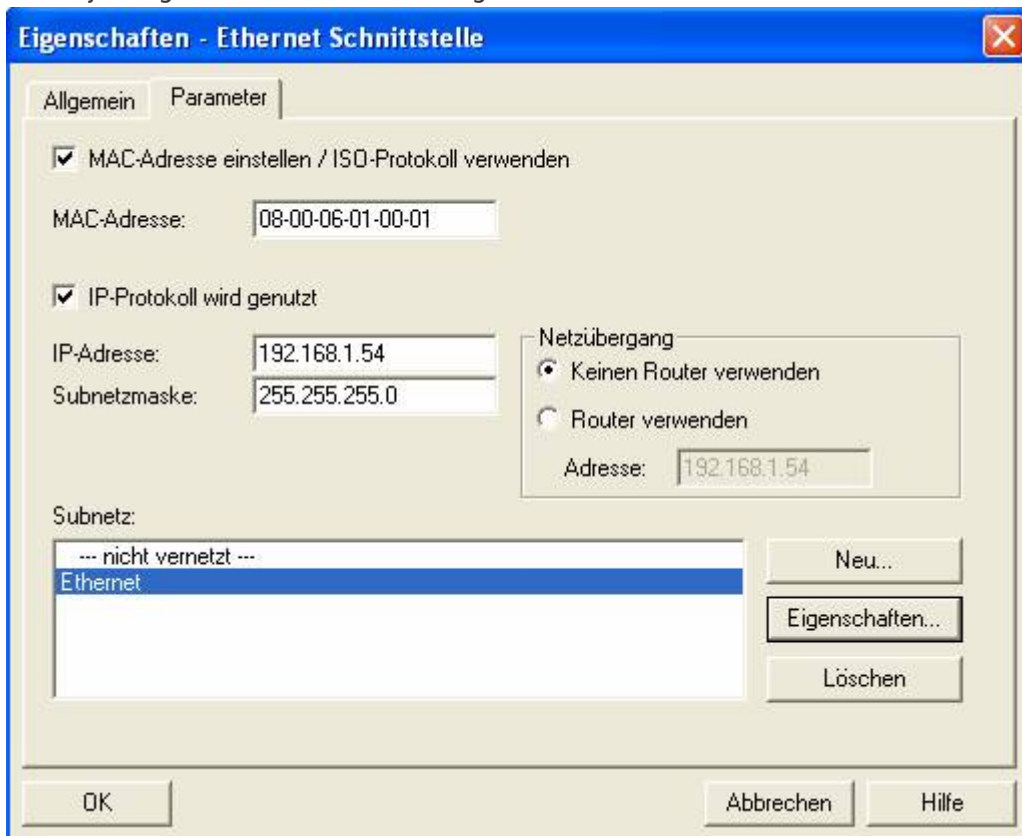 Eigenschaften - Ethernet Schnittstelle
Allgemein
Parameter
MAC-Adresse einstellen / ISO-Protokoll verwenden
MAC-Adresse: 08-00-06-01-00-01
IP-Protokoll wird genutzt
IP-Adresse: 192.168.1.54
Subnetzmaske: 255.255.255.0
Netzübergang
Keinen Router verwenden
Router verwenden
Adresse: 192.168.1.54
Subnetz:
--- nicht vernetzt ---
Ethernet
Neu...
Eigenschaften...
Löschen
OK
Abbrechen
Hilfe